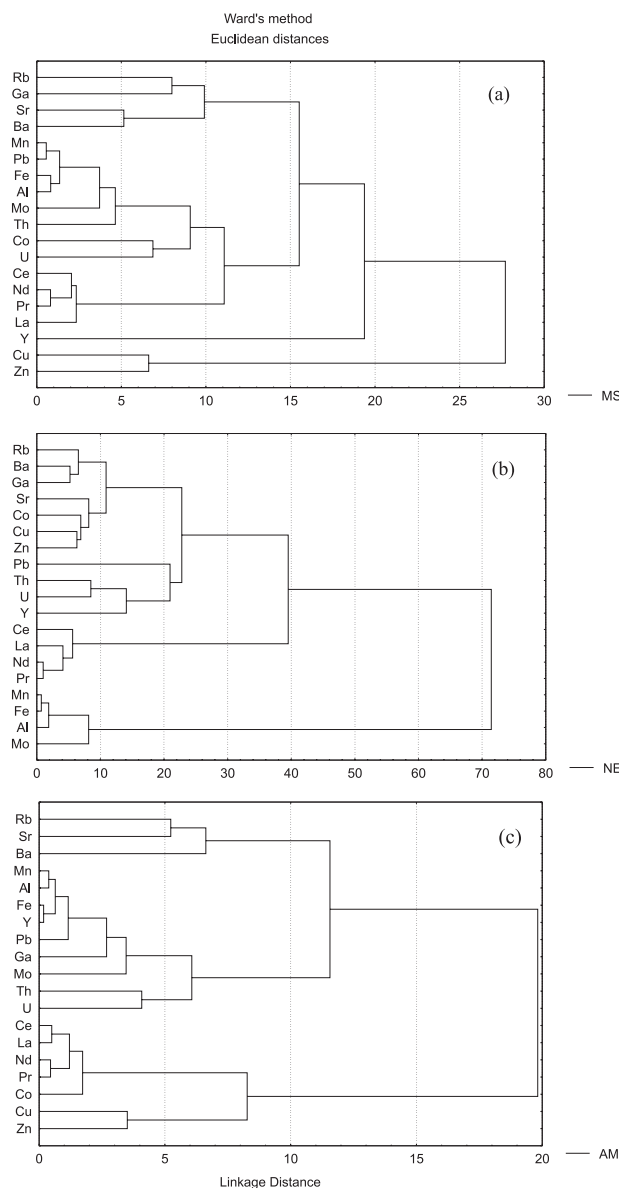 Ward's method
Euclidean distances
(a)
Rb
Ga
Sr
Ba
Mn
Pb
Fe
Al
Mo
Th
Co
U
Ce
Nd
Pr
La
Y
Cu
Zn
0 5 10 15 20 25 30
MS
(b)
Rb
Ba
Ga
Sr
Co
Cu
Zn
Pb
Th
U
Y
Ce
La
Nd
Pr
Mn
Fe
Al
Mo
0 10 20 30 40 50 60 70 80
NE
(c)
Rb
Sr
Ba
Mn
Al
Fe
Y
Pb
Ga
Mo
Th
U
Ce
La
Nd
Pr
Co
Cu
Zn
0 5 10 15 20
AM
Linkage Distance